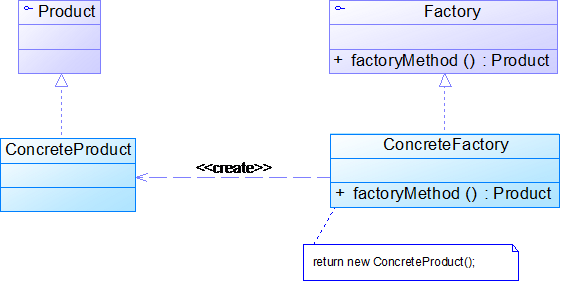 Product
Factory
+ factoryMethod () : Product
ConcreteProduct
ConcreteFactory
<<create>>
+ factoryMethod () : Product
return new ConcreteProduct();